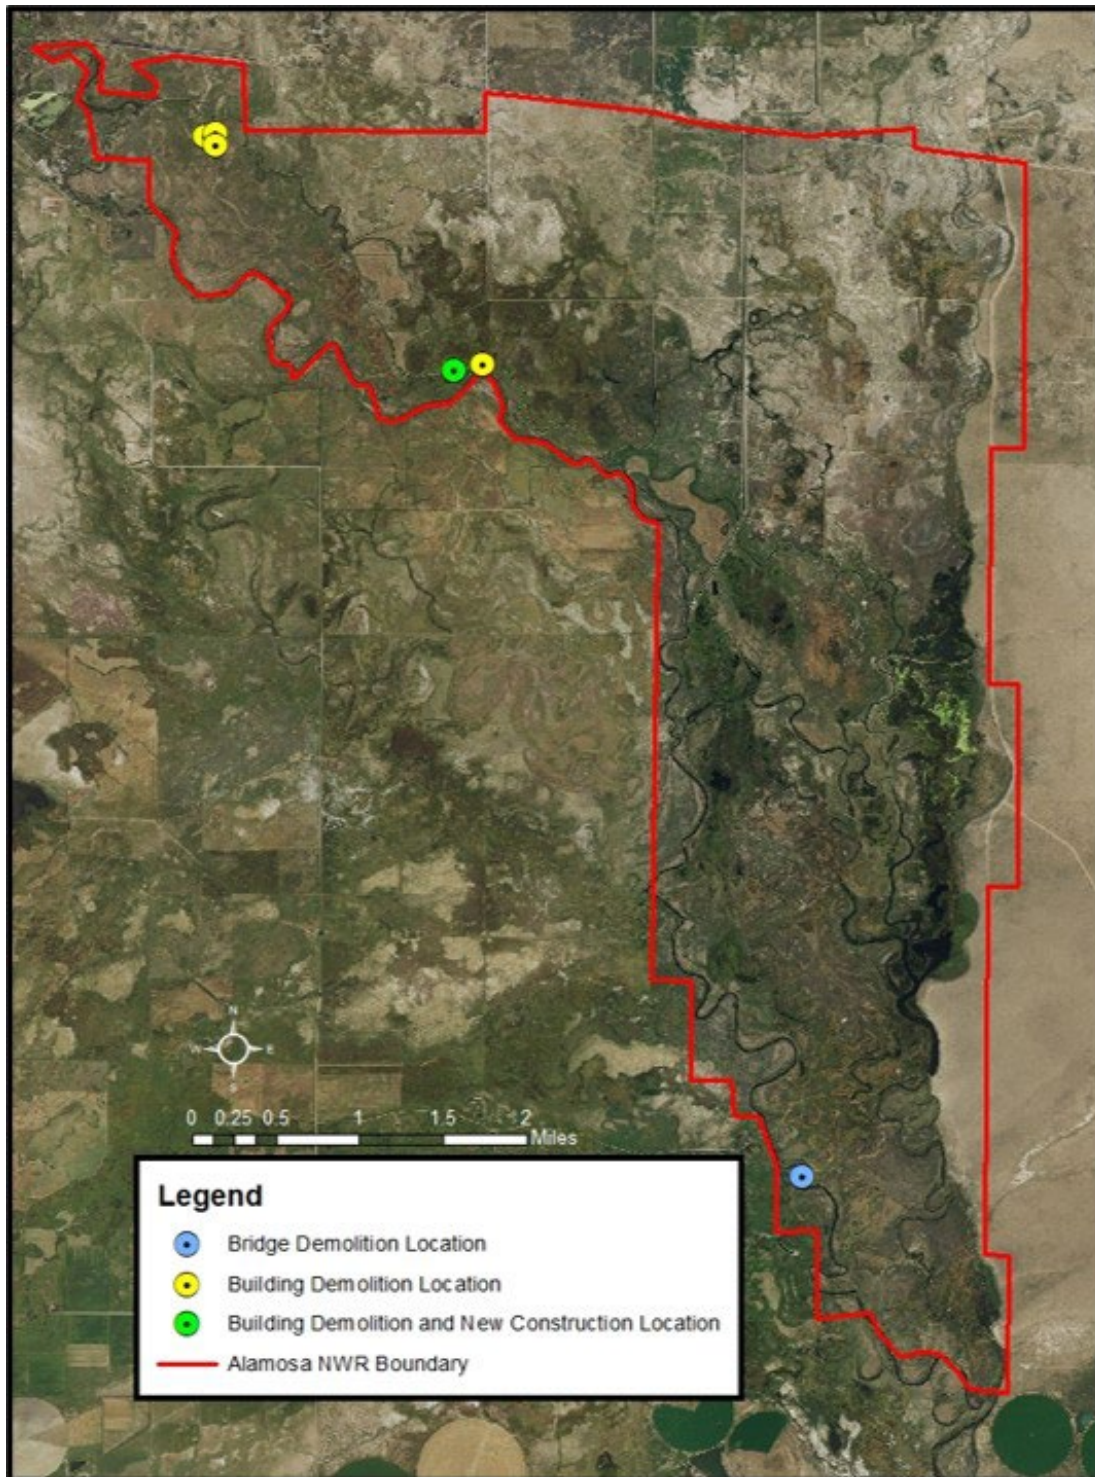 N
W E
S
0 0.25 0.5 1 1.5 2
Miles
Legend
Bridge Demolition Location
Building Demolition Location
Building Demolition and New Construction Location
Alamosa NWR Boundary